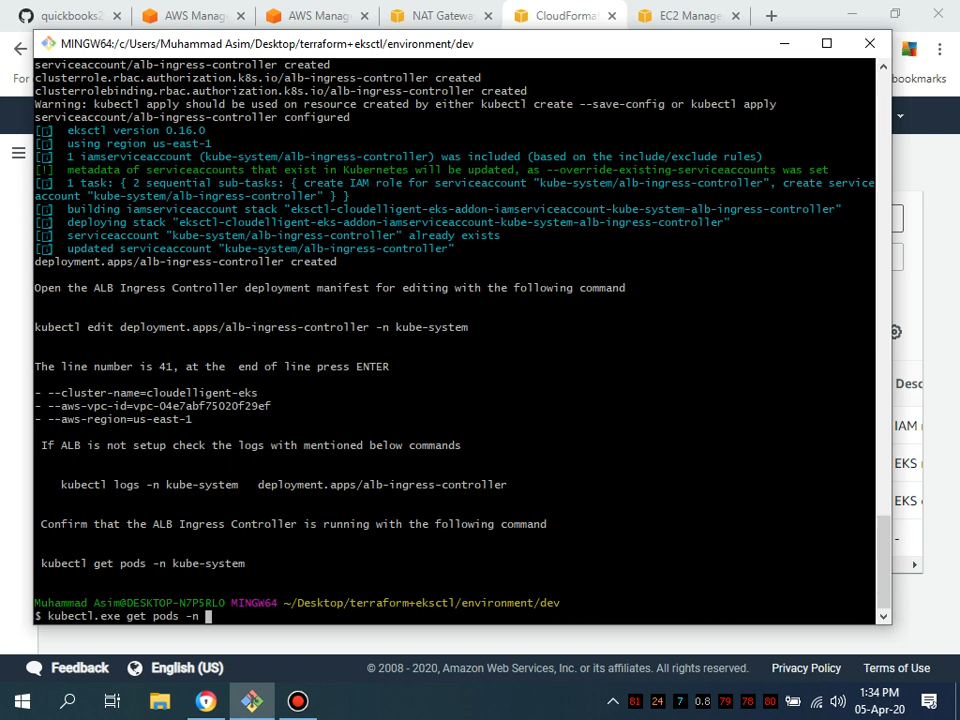 quickbooks2
AWS Manag
AWS Manag
NAT Gatewa
CloudForma
EC2 Manage
MINGW64:/c/Users/Muhammad Asim/Desktop/terraform+eksctl/environment/dev
For
bookmarks
serviceaccount/alb-ingress-controller created
clusterrole.rbac.authorization.k8s.io/alb-ingress-controller created
clusterrolebinding.rbac.authorization.k8s.io/alb-ingress-controller created
Warning: kubectl apply should be used on resource created by either kubectl create --save-config or kubectl apply
serviceaccount/alb-ingress-controller configured
[i]  eksctl version 0.16.0
[i]  using region us-east-1
[i]  1 iamserviceaccount (kube-system/alb-ingress-controller) was included (based on the include/exclude rules)
[!]  metadata of serviceaccounts that exist in Kubernetes will be updated, as --override-existing-serviceaccounts was set
[i]  1 task: { 2 sequential sub-tasks: { create IAM role for serviceaccount "kube-system/alb-ingress-controller", create service
account "kube-system/alb-ingress-controller" } }
[i]  building iamserviceaccount stack "eksctl-cloudelligent-eks-addon-iamserviceaccount-kube-system-alb-ingress-controller"
[i]  deploying stack "eksctl-cloudelligent-eks-addon-iamserviceaccount-kube-system-alb-ingress-controller"
[i]  serviceaccount "kube-system/alb-ingress-controller" already exists
[i]  updated serviceaccount "kube-system/alb-ingress-controller"
deployment.apps/alb-ingress-controller created
Open the ALB Ingress Controller deployment manifest for editing with the following command
kubectl edit deployment.apps/alb-ingress-controller -n kube-system
The line number is 41, at the  end of line press ENTER
- --cluster-name=cloudelligent-eks
- --aws-vpc-id=vpc-04e7abf75020f29ef
- --aws-region=us-east-1
If ALB is not setup check the logs with mentioned below commands
kubectl logs -n kube-system   deployment.apps/alb-ingress-controller
Confirm that the ALB Ingress Controller is running with the following command
kubectl get pods -n kube-system
Muhammad Asim@DESKTOP-N7P5RLO MINGW64 ~/Desktop/terraform+eksctl/environment/dev
$ kubectl.exe get pods -n
Desc
IAM r
EKS r
EKS c
-
Feedback
English (US)
© 2008 - 2020, Amazon Web Services, Inc. or its affiliates. All rights reserved.
Privacy Policy
Terms of Use
81 24 7 0.8 79 78 80
1:34 PM
05-Apr-20